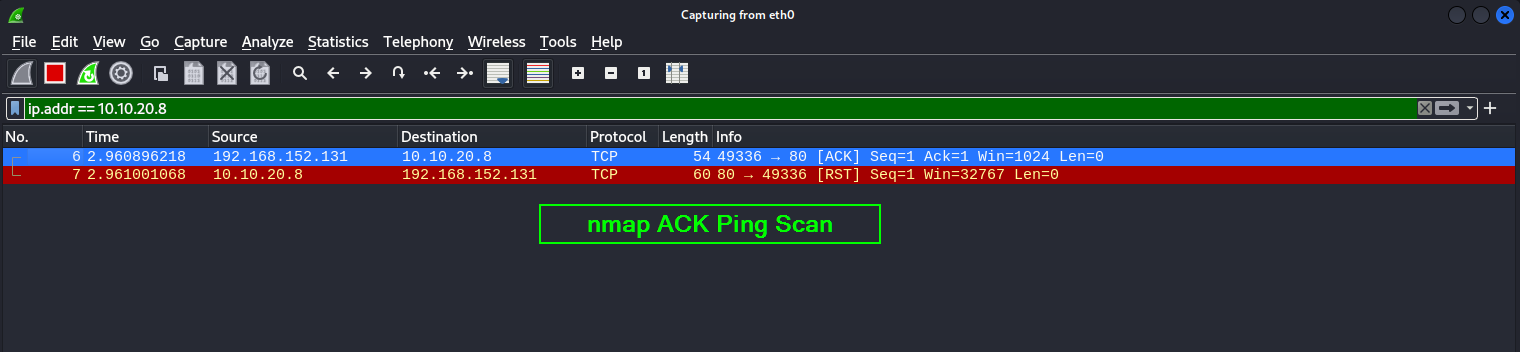 Capturing from eth0
File Edit View Go Capture Analyze Statistics Telephony Wireless Tools Help
ip.addr == 10.10.20.8
No. Time Source Destination Protocol Length Info
6 2.960896218 192.168.152.131 10.10.20.8 TCP 54 49336 → 80 [ACK] Seq=1 Ack=1 Win=1024 Len=0
7 2.961001068 10.10.20.8 192.168.152.131 TCP 60 80 → 49336 [RST] Seq=1 Win=32767 Len=0
nmap ACK Ping Scan